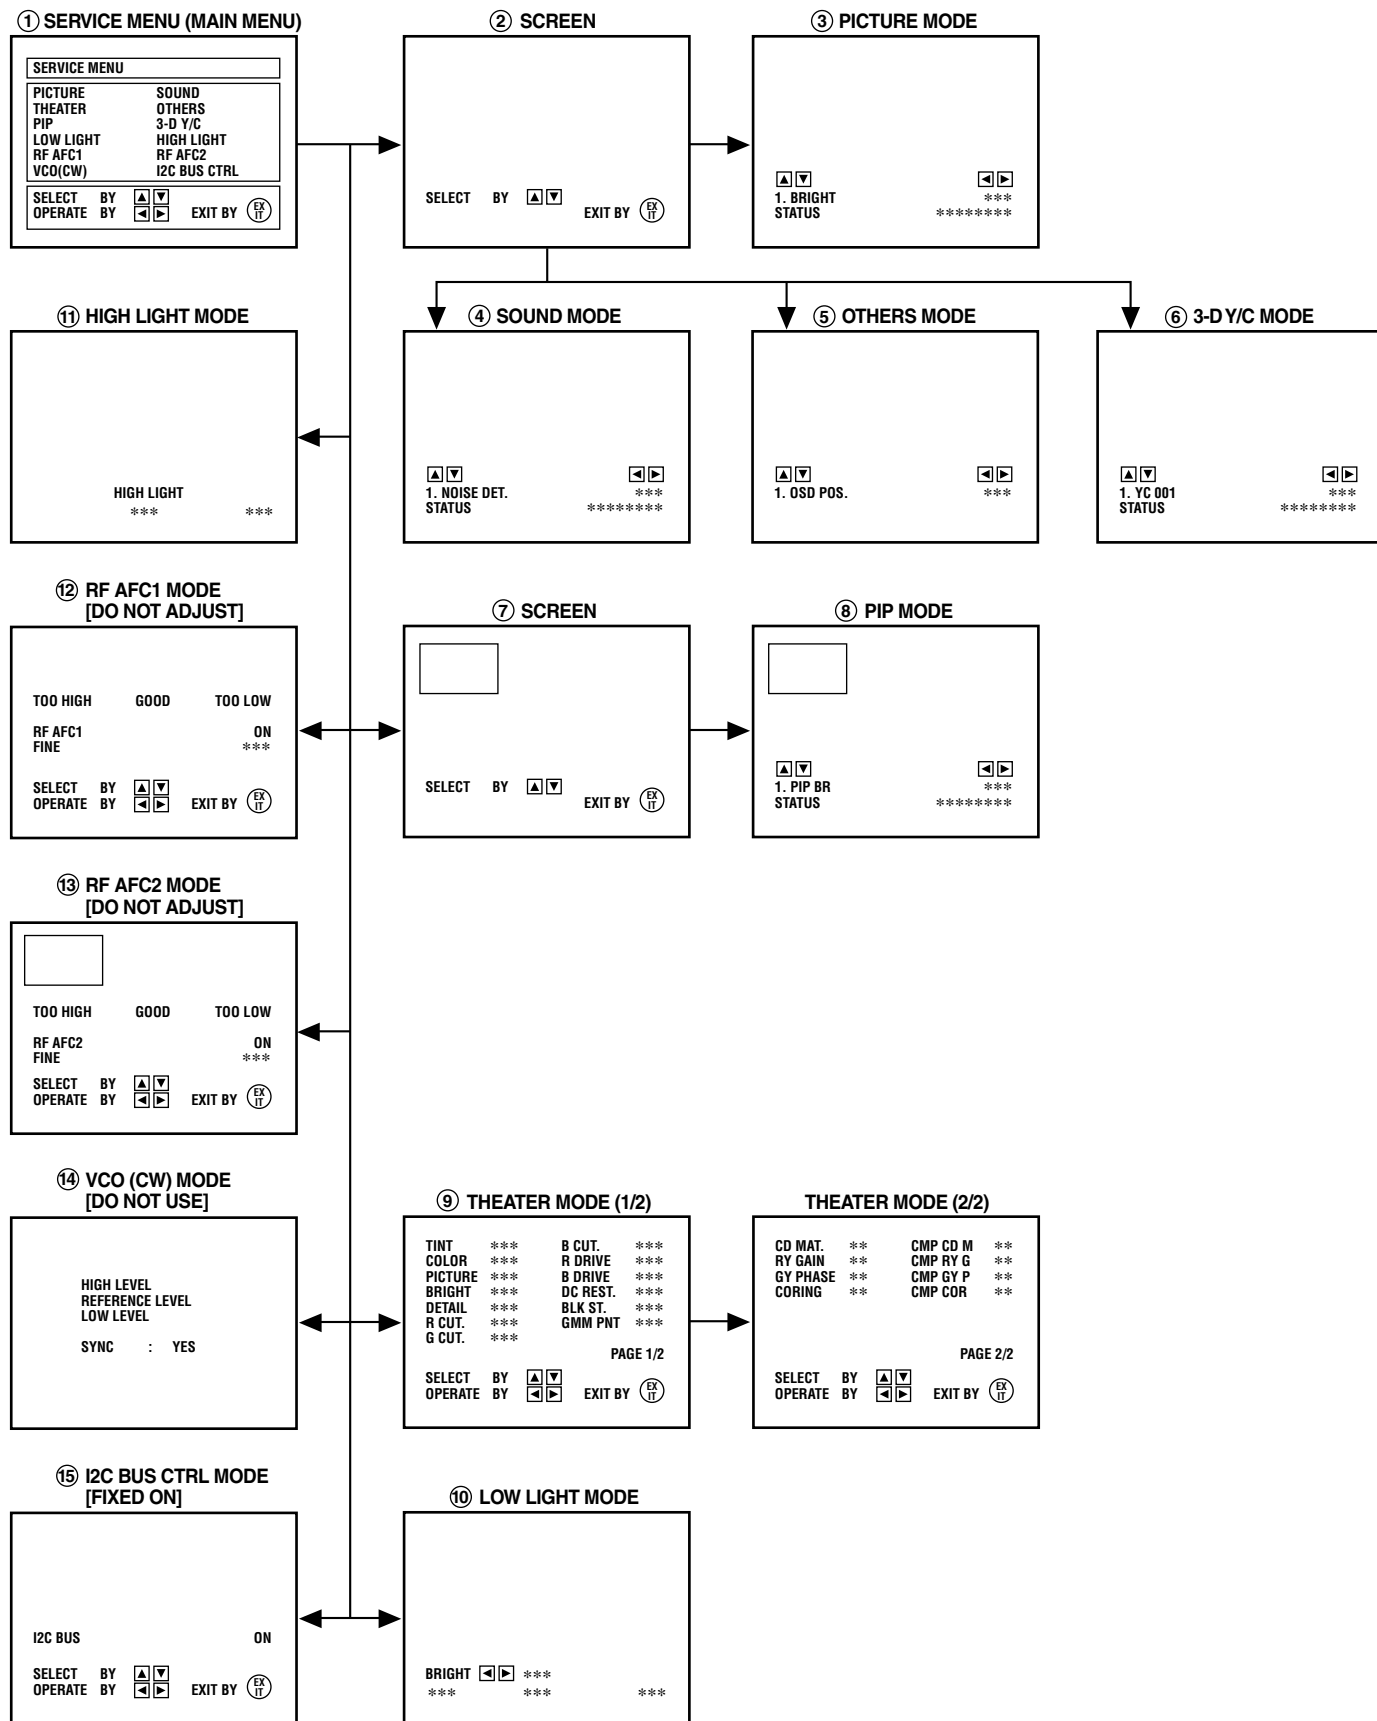 ① SERVICE MENU (MAIN MENU)
SERVICE MENU
PICTURE SOUND
THEATER OTHERS
PIP 3-D Y/C
LOW LIGHT HIGH LIGHT
RF AFC1 RF AFC2
VCO(CW) I2C BUS CTRL
SELECT BY ▲▼
OPERATE BY ◀▶ EXIT BY EXIT
② SCREEN
SELECT BY ▲▼
EXIT BY EXIT
③ PICTURE MODE
▲▼ ◀▶
1. BRIGHT ***
STATUS ********
⑪ HIGH LIGHT MODE
HIGH LIGHT
*** ***
④ SOUND MODE
▲▼ ◀▶
1. NOISE DET. ***
STATUS ********
⑤ OTHERS MODE
▲▼ ◀▶
1. OSD POS. ***
⑥ 3-D Y/C MODE
▲▼ ◀▶
1. YC 001 ***
STATUS ********
⑫ RF AFC1 MODE
[DO NOT ADJUST]
TOO HIGH GOOD TOO LOW
RF AFC1 ON
FINE ***
SELECT BY ▲▼
OPERATE BY ◀▶ EXIT BY EXIT
⑦ SCREEN
SELECT BY ▲▼
EXIT BY EXIT
⑧ PIP MODE
▲▼ ◀▶
1. PIP BR ***
STATUS ********
⑬ RF AFC2 MODE
[DO NOT ADJUST]
TOO HIGH GOOD TOO LOW
RF AFC2 ON
FINE ***
SELECT BY ▲▼
OPERATE BY ◀▶ EXIT BY EXIT
⑭ VCO (CW) MODE
[DO NOT USE]
HIGH LEVEL
REFERENCE LEVEL
LOW LEVEL
SYNC : YES
⑨ THEATER MODE (1/2)
TINT *** B CUT. ***
COLOR *** R DRIVE ***
PICTURE *** B DRIVE ***
BRIGHT *** DC REST. ***
DETAIL *** BLK ST. ***
R CUT. *** GMM PNT ***
G CUT. ***
PAGE 1/2
SELECT BY ▲▼
OPERATE BY ◀▶ EXIT BY EXIT
THEATER MODE (2/2)
CD MAT. ** CMP CD M **
RY GAIN ** CMP RY G **
GY PHASE ** CMP GY P **
CORING ** CMP COR **
PAGE 2/2
SELECT BY ▲▼
OPERATE BY ◀▶ EXIT BY EXIT
⑮ I2C BUS CTRL MODE
[FIXED ON]
I2C BUS ON
SELECT BY ▲▼
OPERATE BY ◀▶ EXIT BY EXIT
⑩ LOW LIGHT MODE
BRIGHT ◀▶ ***
*** *** ***